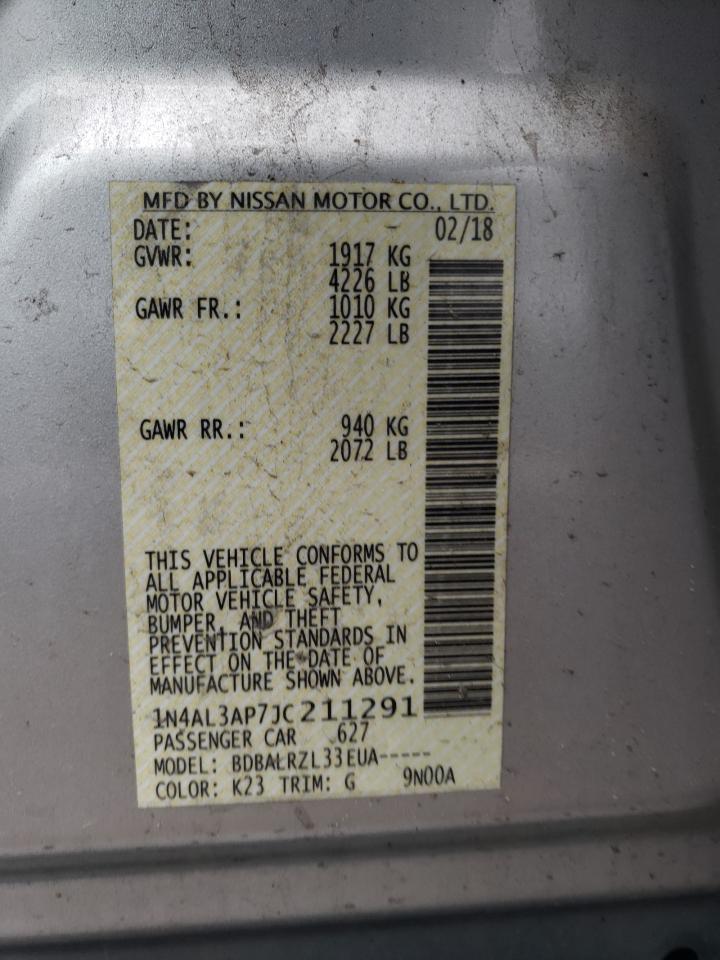 MFD BY NISSAN MOTOR CO., LTD.
DATE: 02/18
GVWR: 1917 KG
4226 LB
GAWR FR.: 1010 KG
2227 LB
GAWR RR.: 940 KG
2072 LB
THIS VEHICLE CONFORMS TO
ALL APPLICABLE FEDERAL
MOTOR VEHICLE SAFETY,
BUMPER, AND THEFT
PREVENTION STANDARDS IN
EFFECT ON THE DATE OF
MANUFACTURE SHOWN ABOVE.
1N4AL3AP7JC211291
PASSENGER CAR 627
MODEL: BDBALRZL33EUA-----
COLOR: K23 TRIM: G 9N00A